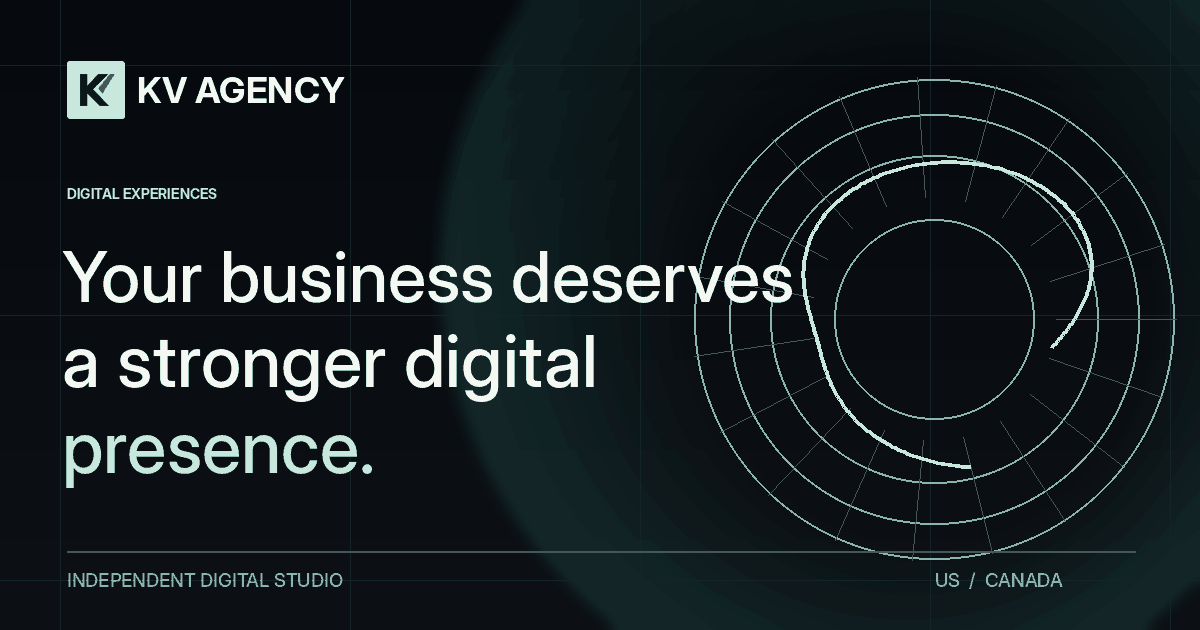 KV AGENCY
DIGITAL EXPERIENCES
Your business deserves
a stronger digital
presence.
INDEPENDENT DIGITAL STUDIO
US / CANADA